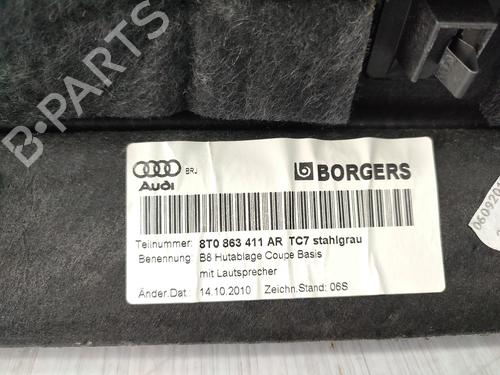 B-PARTS
Audi
BRJ
BORGERS
Teilnummer: 8T0 863 411 AR TC7 stahlgrau
Benennung: B8 Hutablage Coupe Basis
mit Lautsprecher
Änder.Dat.: 14.10.2010 Zeichn.Stand: 06S